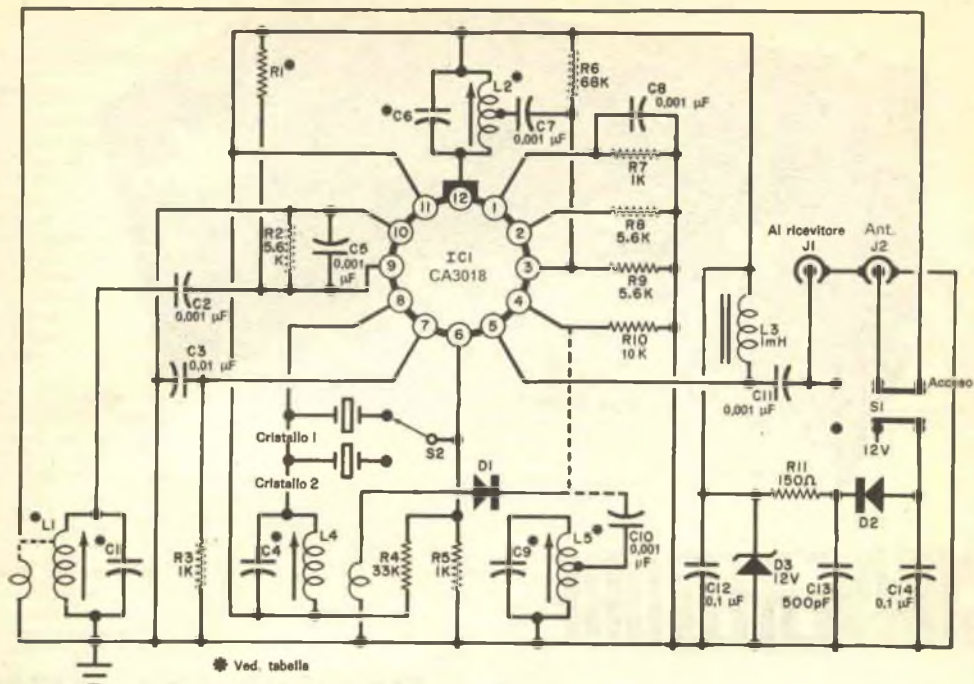 R1
C6
L2
R6
68K
C7
0,001 µF
C8
0,001 µF
R7
1K
R8
5.6K
R9
5.6K
R10
10 K
11
12
1
10
2
9
3
8
4
7
6
5
IC1
CA3018
R2
5.6
K
C5
0,001
µF
C2
0,001 µF
C3
0,01 µF
Al ricevitore
J1
Ant.
J2
L3
1mH
C11
0,001 µF
Acceso
S1
12V
Cristallo 1
Cristallo 2
S2
D1
R11
150Ω
D2
L1
C1
R3
1K
C4
L4
R4
33K
R5
1K
C9
L5
C10
0,001
µF
C12
0,1 µF
D3
12V
C13
500pF
C14
0,1 µF
✱ Ved. tabella